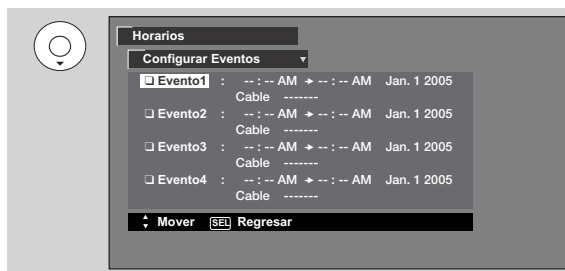 Horarios
Configurar Eventos ▼
❏ Evento1 : -- : -- AM ➔ -- : -- AM Jan. 1 2005
Cable -------
❏ Evento2 : -- : -- AM ➔ -- : -- AM Jan. 1 2005
Cable -------
❏ Evento3 : -- : -- AM ➔ -- : -- AM Jan. 1 2005
Cable -------
❏ Evento4 : -- : -- AM ➔ -- : -- AM Jan. 1 2005
Cable -------
Mover SEL Regresar